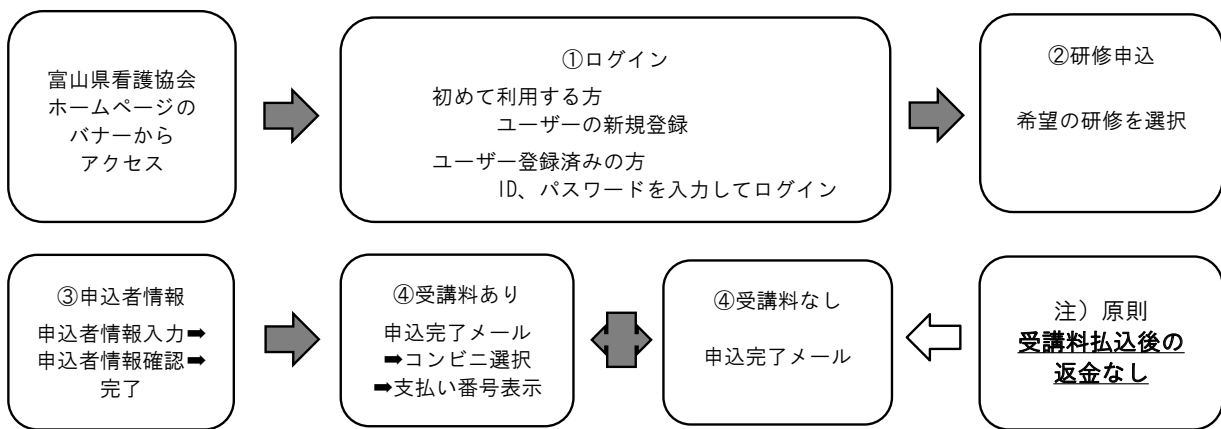 富山県看護協会
ホームページの
バナーから
アクセス
①ログイン
初めて利用する方
ユーザーの新規登録
ユーザー登録済みの方
ID、パスワードを入力してログイン
②研修申込
希望の研修を選択
③申込者情報
申込者情報入力➡
申込者情報確認➡
完了
④受講料あり
申込完了メール
➡コンビニ選択
➡支払い番号表示
④受講料なし
申込完了メール
注）原則
受講料払込後の
返金なし